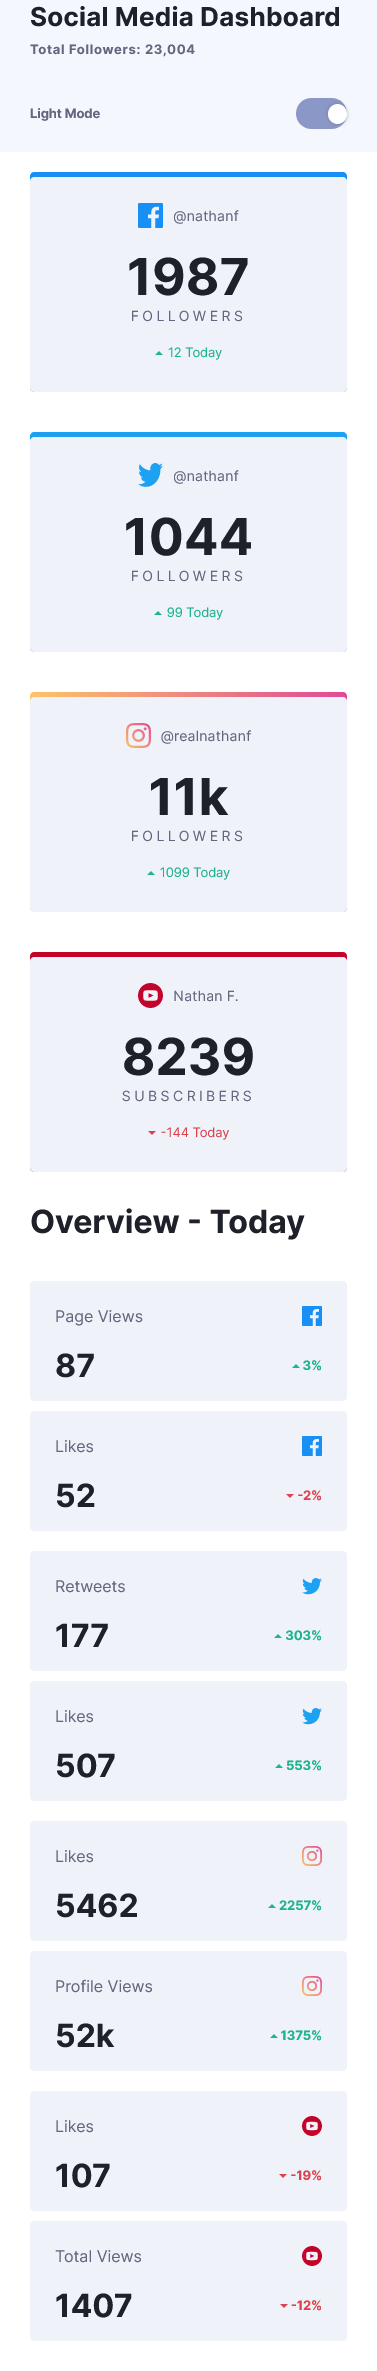 Social Media Dashboard
Total Followers: 23,004
Light Mode
@nathanf
1987
FOLLOWERS
12 Today
@nathanf
1044
FOLLOWERS
99 Today
@realnathanf
11k
FOLLOWERS
1099 Today
Nathan F.
8239
SUBSCRIBERS
-144 Today
Overview - Today
Page Views
87 3%
Likes
52 -2%
Retweets
177 303%
Likes
507 553%
Likes
5462 2257%
Profile Views
52k 1375%
Likes
107 -19%
Total Views
1407 -12%